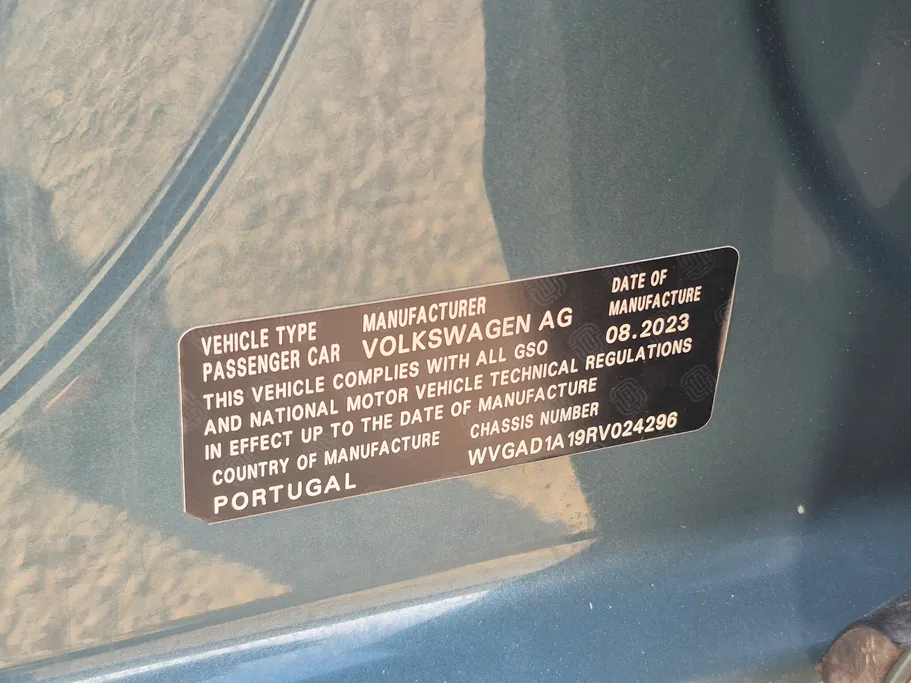 VEHICLE TYPE MANUFACTURER DATE OF MANUFACTURE
PASSENGER CAR VOLKSWAGEN AG 08.2023
THIS VEHICLE COMPLIES WITH ALL GSO
AND NATIONAL MOTOR VEHICLE TECHNICAL REGULATIONS
IN EFFECT UP TO THE DATE OF MANUFACTURE
COUNTRY OF MANUFACTURE CHASSIS NUMBER
PORTUGAL WVGAD1A19RV024296